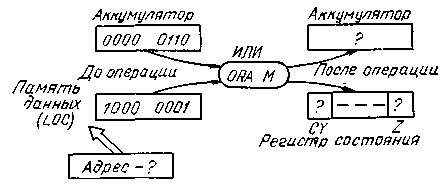 Аккумулятор
0000 0110
Аккумулятор
?
ИЛИ
ORA M
До операции
После операции
Память
данных
(LOC)
1000 0001
? --- ?
CY Z
Регистр состояния
Адрес - ?